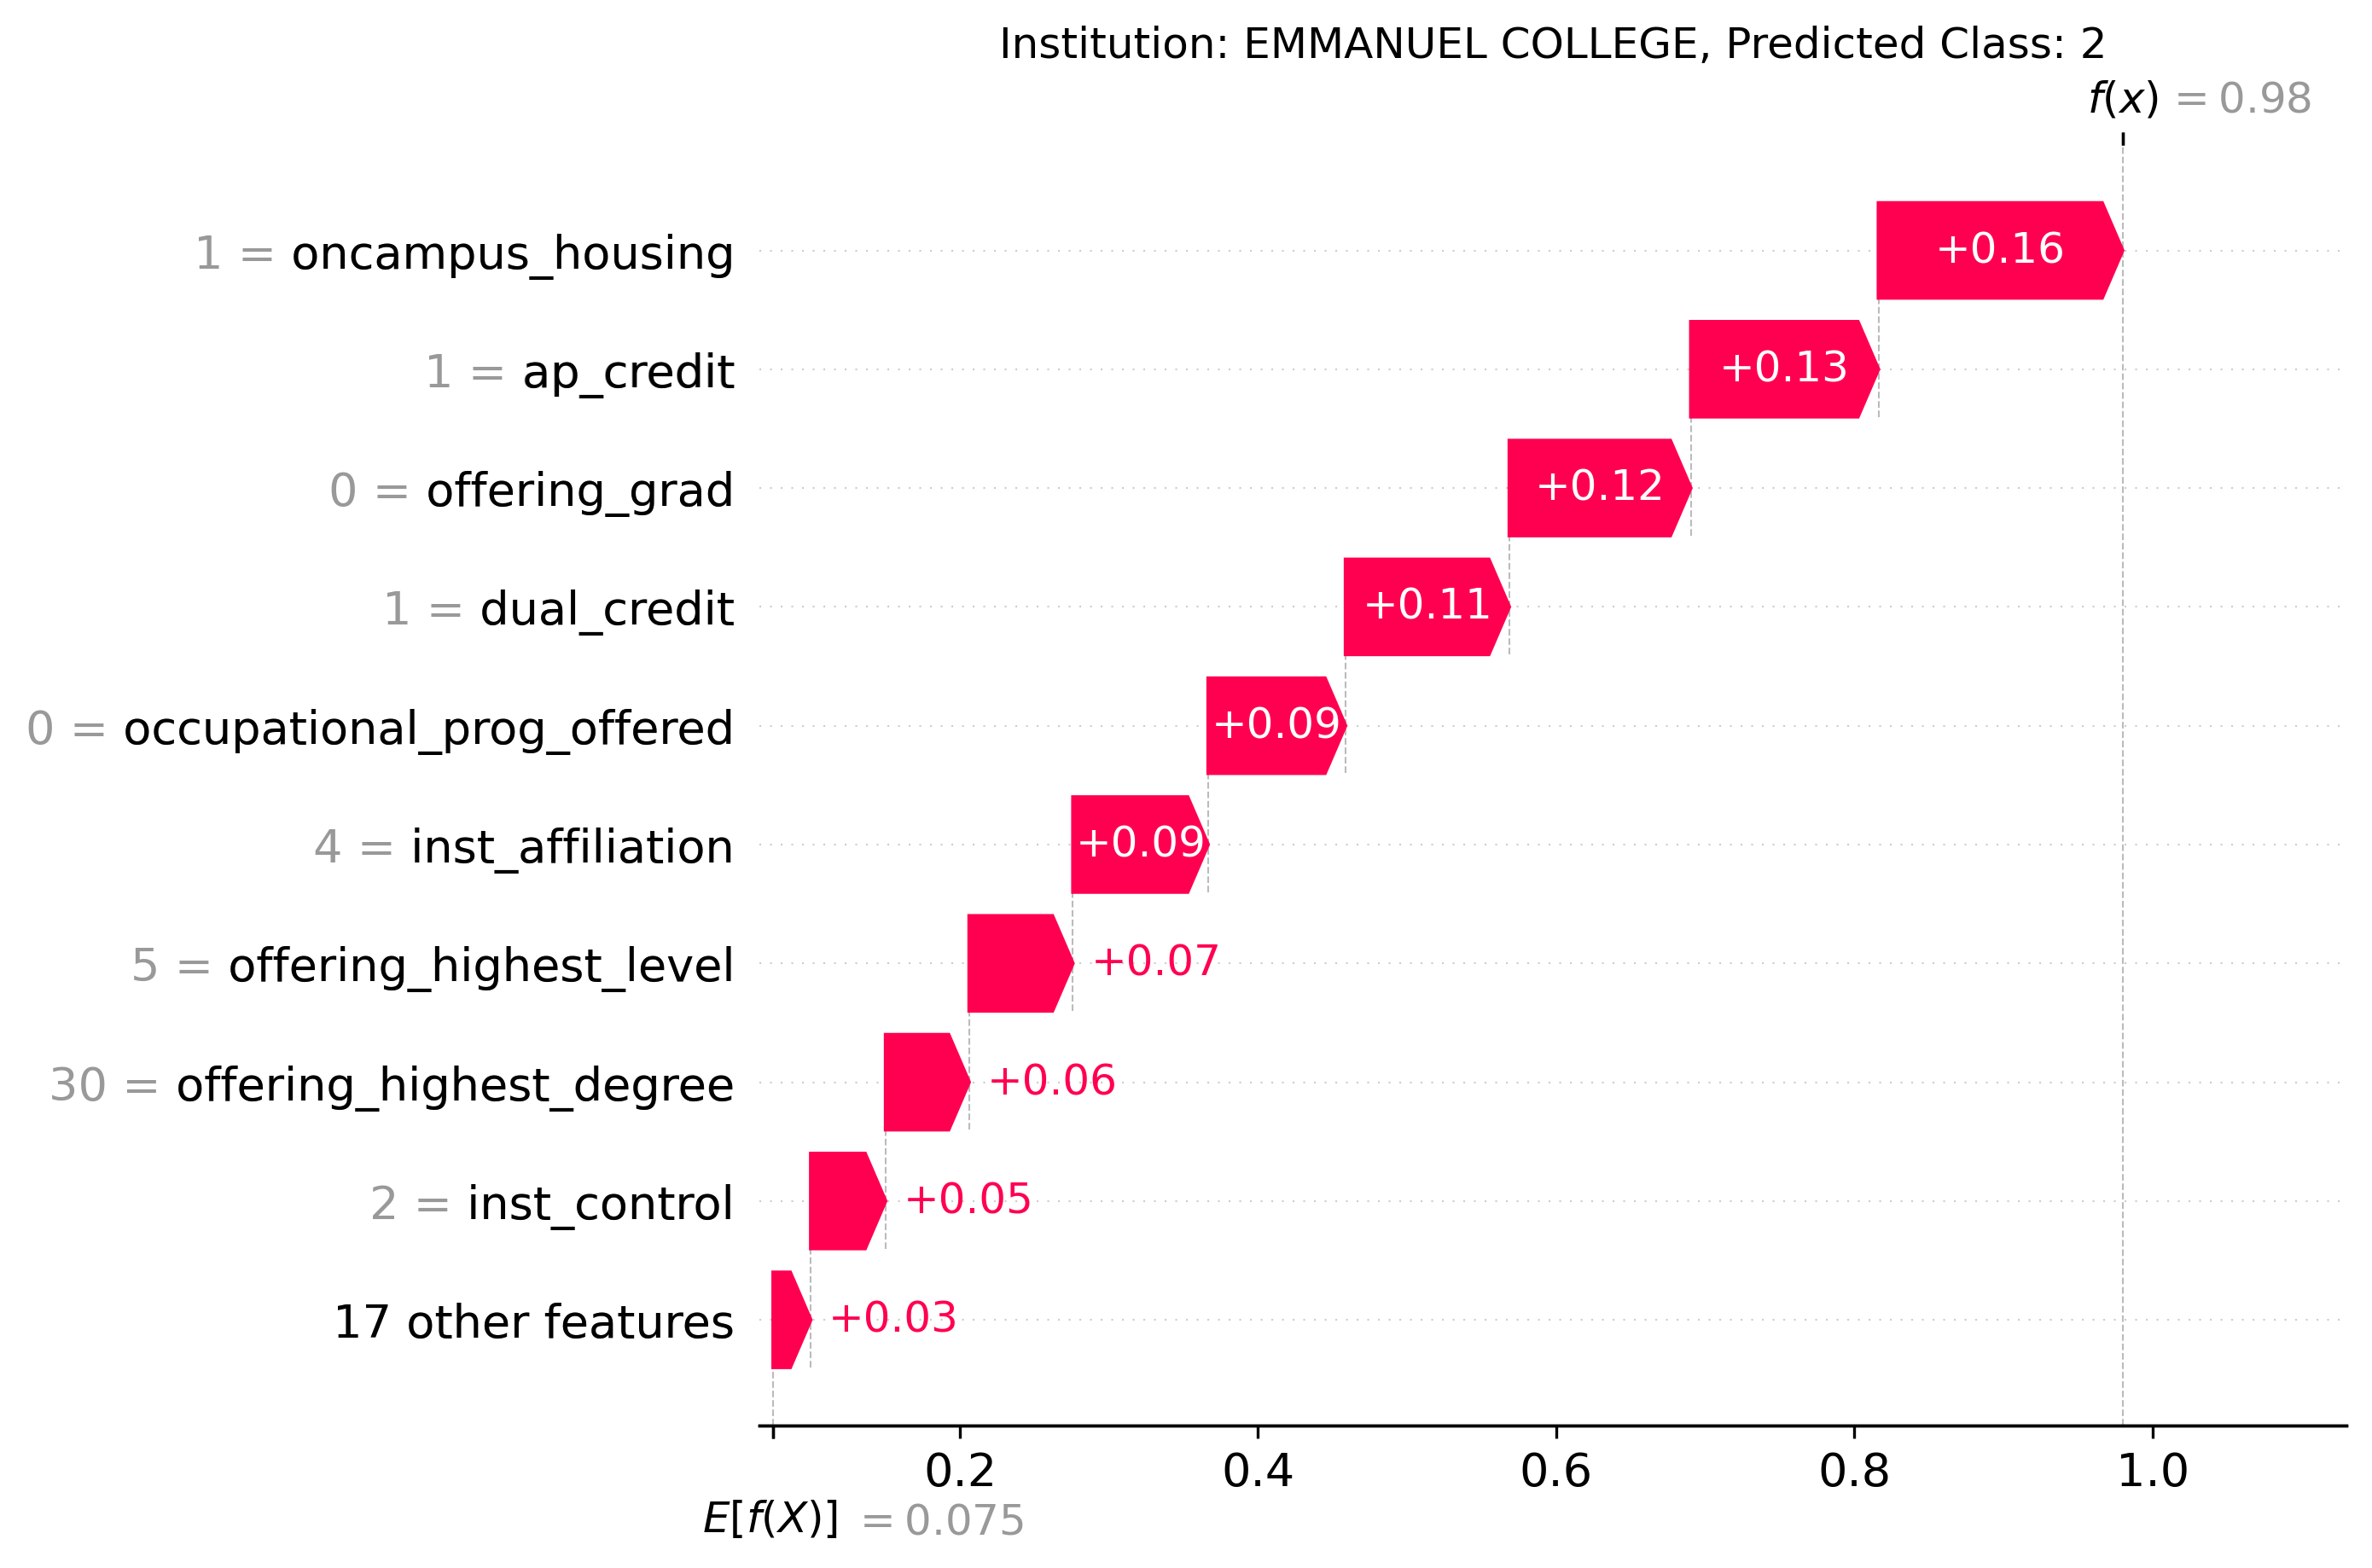 Institution: EMMANUEL COLLEGE, Predicted Class: 2
f(x) = 0.98
1 = oncampus_housing +0.16
1 = ap_credit +0.13
0 = offering_grad +0.12
1 = dual_credit +0.11
0 = occupational_prog_offered +0.09
4 = inst_affiliation +0.09
5 = offering_highest_level +0.07
30 = offering_highest_degree +0.06
2 = inst_control +0.05
17 other features +0.03
0.2 0.4 0.6 0.8 1.0
E[f(X)] = 0.075